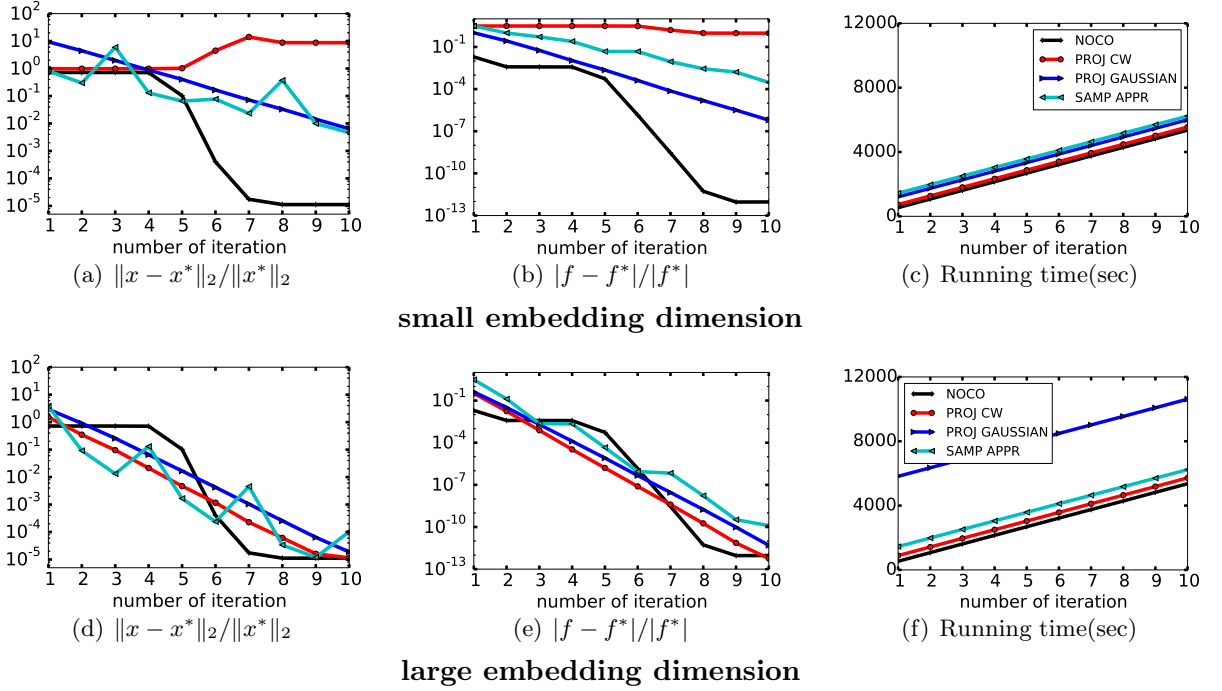 10^2
10^1
10^0
10^-1
10^-2
10^-3
10^-4
10^-5
1 2 3 4 5 6 7 8 9 10
number of iteration
(a) ∥x − x*∥₂/∥x*∥₂
10^-1
10^-4
10^-7
10^-10
10^-13
1 2 3 4 5 6 7 8 9 10
number of iteration
(b) |f − f*|/|f*|
12000
8000
4000
0
NOCO
PROJ CW
PROJ GAUSSIAN
SAMP APPR
1 2 3 4 5 6 7 8 9 10
number of iteration
(c) Running time(sec)
small embedding dimension
10^2
10^1
10^0
10^-1
10^-2
10^-3
10^-4
10^-5
1 2 3 4 5 6 7 8 9 10
number of iteration
(d) ∥x − x*∥₂/∥x*∥₂
10^-1
10^-4
10^-7
10^-10
10^-13
1 2 3 4 5 6 7 8 9 10
number of iteration
(e) |f − f*|/|f*|
12000
8000
4000
0
NOCO
PROJ CW
PROJ GAUSSIAN
SAMP APPR
1 2 3 4 5 6 7 8 9 10
number of iteration
(f) Running time(sec)
large embedding dimension